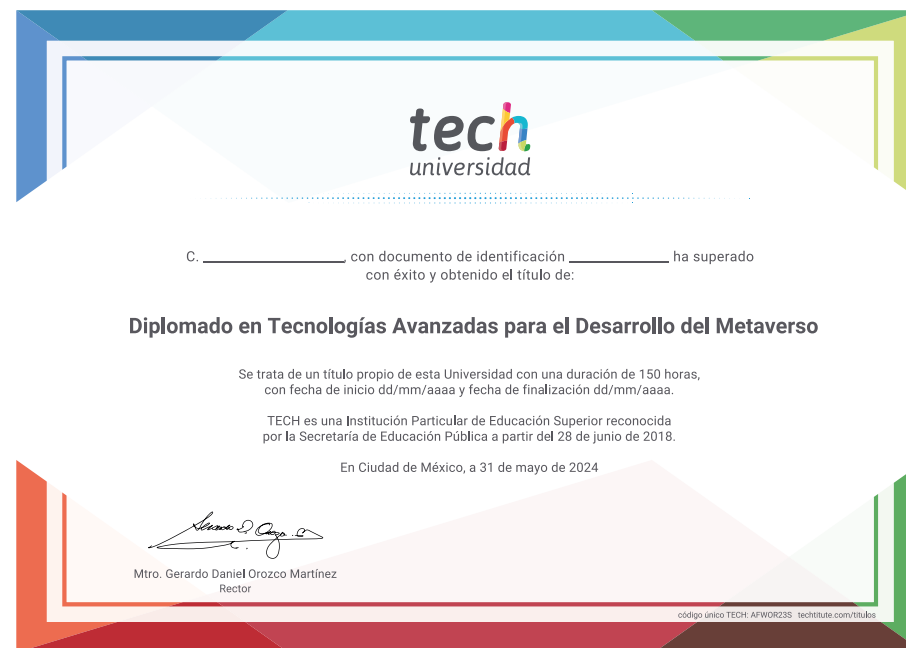 tech
universidad
C. ____________, con documento de identificación ____________ ha superado
con éxito y obtenido el título de:
Diplomado en Tecnologías Avanzadas para el Desarrollo del Metaverso
Se trata de un título propio de esta Universidad con una duración de 150 horas,
con fecha de inicio dd/mm/aaaa y fecha de finalización dd/mm/aaaa.
TECH es una Institución Particular de Educación Superior reconocida
por la Secretaría de Educación Pública a partir del 28 de junio de 2018.
En Ciudad de México, a 31 de mayo de 2024
Mtro. Gerardo Daniel Orozco Martínez
Rector
código único TECH: AFWOR23S techtitute.com/titulos